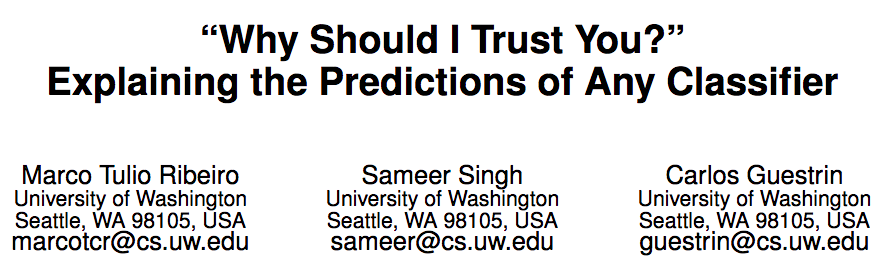 “Why Should I Trust You?”
Explaining the Predictions of Any Classifier
Marco Tulio Ribeiro
University of Washington
Seattle, WA 98105, USA
marcotcr@cs.uw.edu
Sameer Singh
University of Washington
Seattle, WA 98105, USA
sameer@cs.uw.edu
Carlos Guestrin
University of Washington
Seattle, WA 98105, USA
guestrin@cs.uw.edu